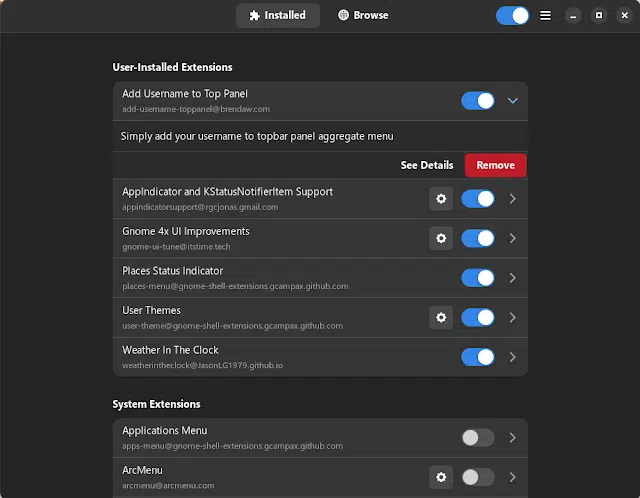 Installed
Browse
User-Installed Extensions
Add Username to Top Panel
add-username-toppanel@brendaw.com
Simply add your username to topbar panel aggregate menu
See Details
Remove
AppIndicator and KStatusNotifierItem Support
appindicatorsupport@rgcjonas.gmail.com
Gnome 4x UI Improvements
gnome-ui-tune@itstime.tech
Places Status Indicator
places-menu@gnome-shell-extensions.gcampax.github.com
User Themes
user-theme@gnome-shell-extensions.gcampax.github.com
Weather In The Clock
weatherintheclock@JasonLG1979.github.io
System Extensions
Applications Menu
apps-menu@gnome-shell-extensions.gcampax.github.com
ArcMenu
arcmenu@arcmenu.com